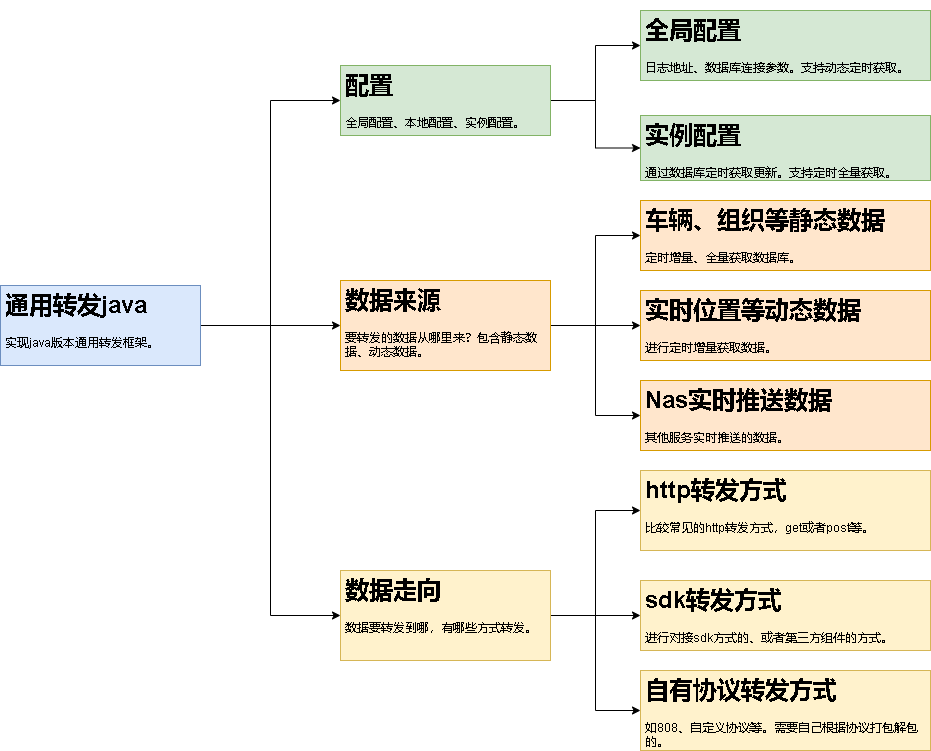 通用转发java
实现java版本通用转发框架。
配置
全局配置、本地配置、实例配置。
全局配置
日志地址、数据库连接参数。支持动态定时获取。
实例配置
通过数据库定时获取更新。支持定时全量获取。
数据来源
要转发的数据从哪里来？包含静态数
据、动态数据。
车辆、组织等静态数据
定时增量、全量获取数据库。
实时位置等动态数据
进行定时增量获取数据。
Nas实时推送数据
其他服务实时推送的数据。
数据走向
数据要转发到哪，有哪些方式转发。
http转发方式
比较常见的http转发方式，get或者post等。
sdk转发方式
进行对接sdk方式的、或者第三方组件的方式。
自有协议转发方式
如808、自定义协议等。需要自己根据协议打包解包
的。